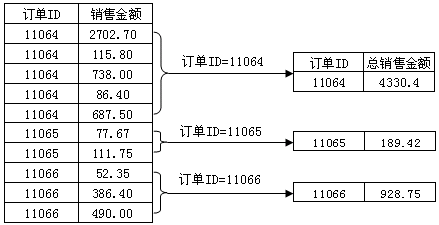 订单ID 销售金额
11064 2702.70
11064 115.80
11064 738.00
11064 86.40
11064 687.50
11065 77.67
11065 111.75
11066 52.35
11066 386.40
11066 490.00
订单ID=11064
订单ID 总销售金额
11064 4330.4
订单ID=11065
11065 189.42
订单ID=11066
11066 928.75